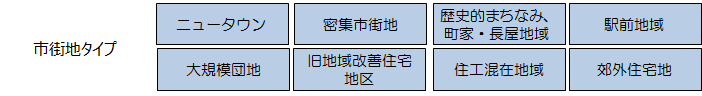 市街地タイプ
ニュータウン
密集市街地
歴史的まちなみ、
町家・長屋地域
駅前地域
大規模団地
旧地域改善住宅
地区
住工混在地域
郊外住宅地